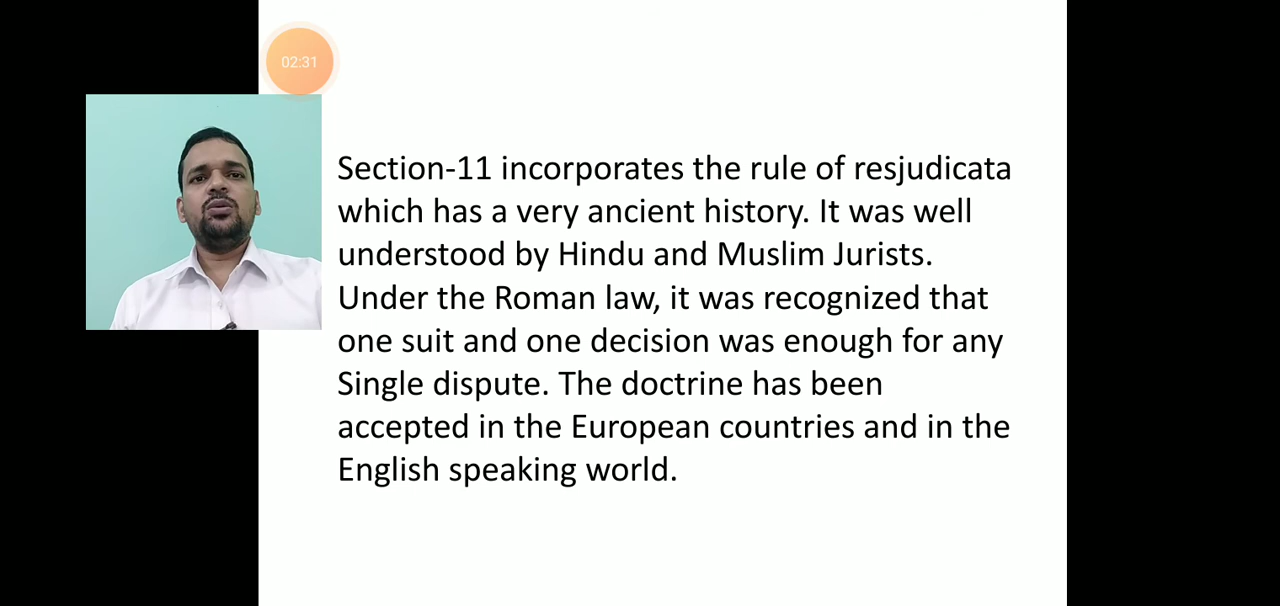 02:31
Section-11 incorporates the rule of resjudicata
which has a very ancient history. It was well
understood by Hindu and Muslim Jurists.
Under the Roman law, it was recognized that
one suit and one decision was enough for any
Single dispute. The doctrine has been
accepted in the European countries and in the
English speaking world.